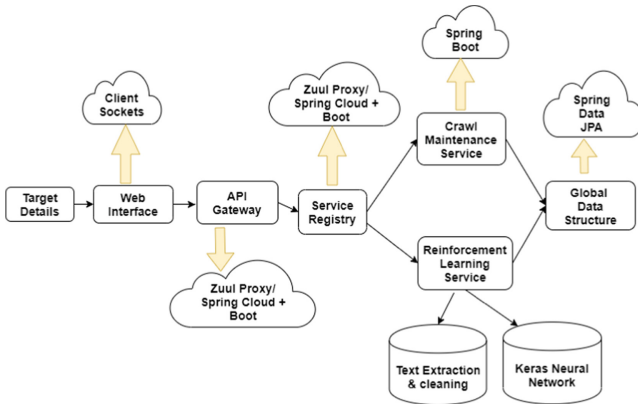 Spring
Boot
Client
Sockets
Zuul Proxy/
Spring Cloud +
Boot
Spring
Data
JPA
Crawl
Maintenance
Service
Target
Details
Web
Interface
API
Gateway
Service
Registry
Global
Data
Structure
Reinforcement
Learning
Service
Zuul Proxy/
Spring Cloud +
Boot
Text Extraction
& cleaning
Keras Neural
Network